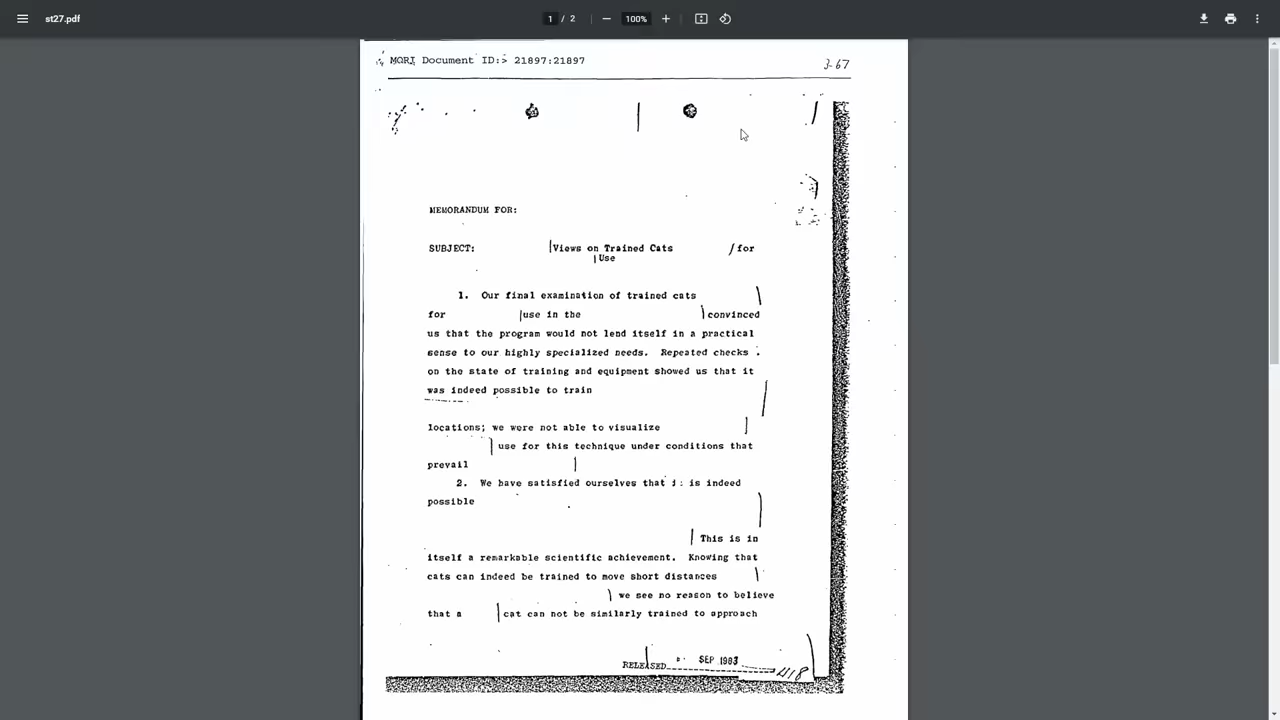 st27.pdf
1 / 2
100%
MORI Document ID:> 21897:21897
3-67
MEMORANDUM FOR:
SUBJECT: Views on Trained Cats for
Use
1. Our final examination of trained cats
for use in the convinced
us that the program would not lend itself in a practical
sense to our highly specialized needs. Repeated checks
on the state of training and equipment showed us that it
was indeed possible to train
locations; we were not able to visualize
use for this technique under conditions that
prevail
2. We have satisfied ourselves that it is indeed
possible
This is in
itself a remarkable scientific achievement. Knowing that
cats can indeed be trained to move short distances
we see no reason to believe
that a cat can not be similarly trained to approach
RELEASED SEP 1983
418